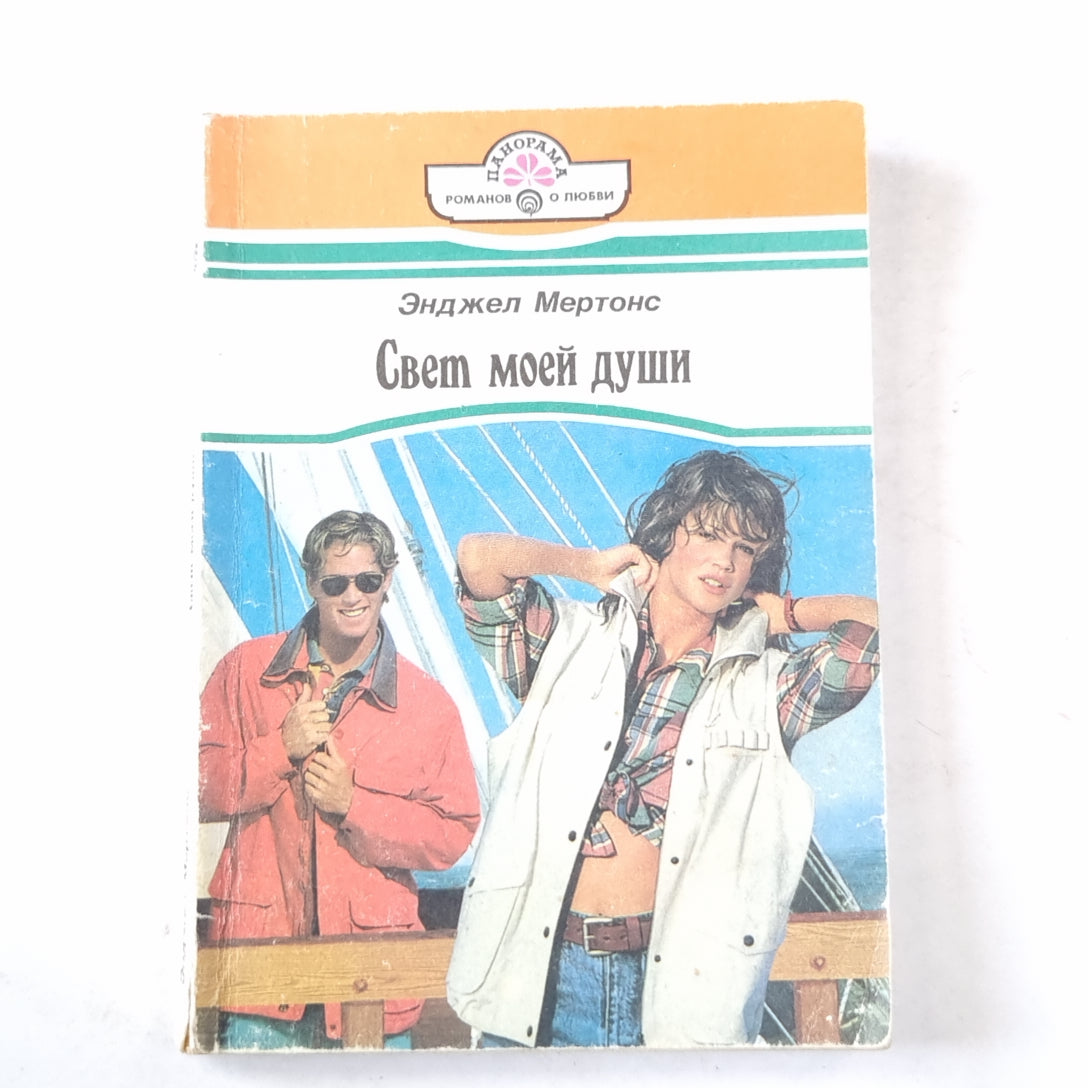 ПАНОРАМА
РОМАНОВ О ЛЮБВИ
Энджел Мертонс
Свет моей души